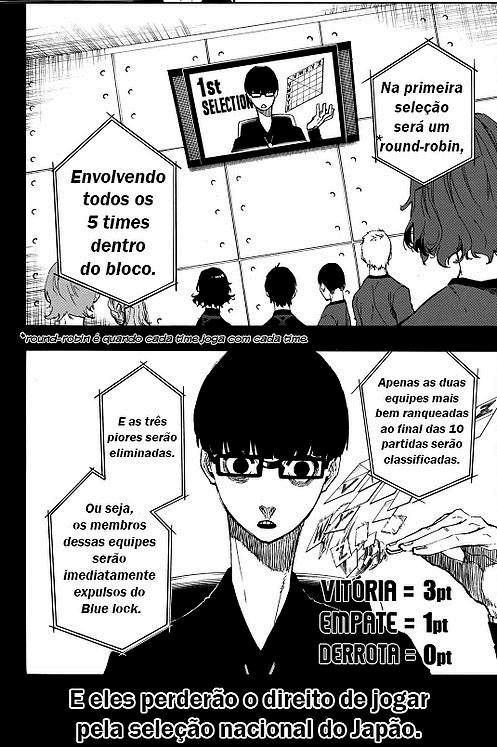 1st
SELECTION
Na primeira
seleção
será um
*round-robin,
Envolvendo
todos os
5 times
dentro
do bloco.
*round-robin é quando cada time joga com cada time.
Apenas as duas
equipes mais
bem ranqueadas
ao final das 10
partidas serão
classificadas.
E as três
piores serão
eliminadas.
Ou seja,
os membros
dessas equipes
serão
imediatamente
expulsos do
Blue lock.
VITÓRIA = 3pt
EMPATE = 1pt
DERROTA = 0pt
E eles perderão o direito de jogar
pela seleção nacional do Japão.